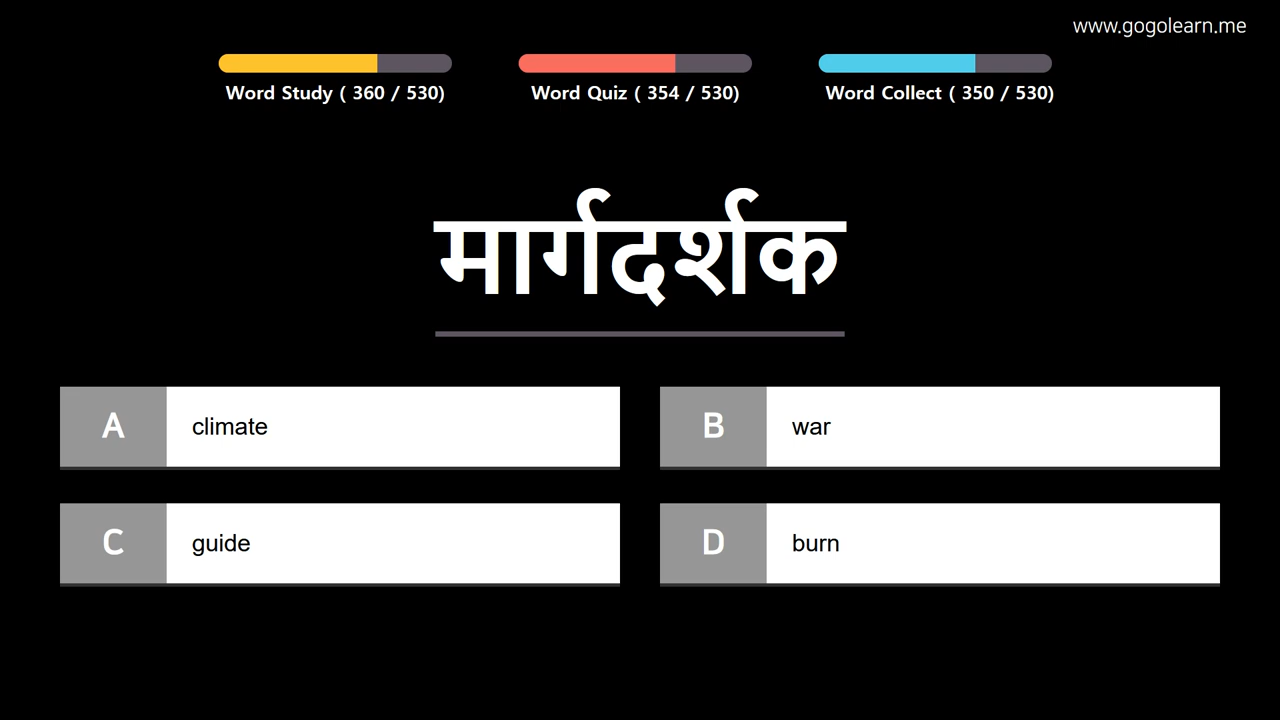 www.gogolearn.me
Word Study ( 360 / 530) Word Quiz ( 354 / 530) Word Collect ( 350 / 530)
मार्गदर्शक
A climate B war
C guide D burn